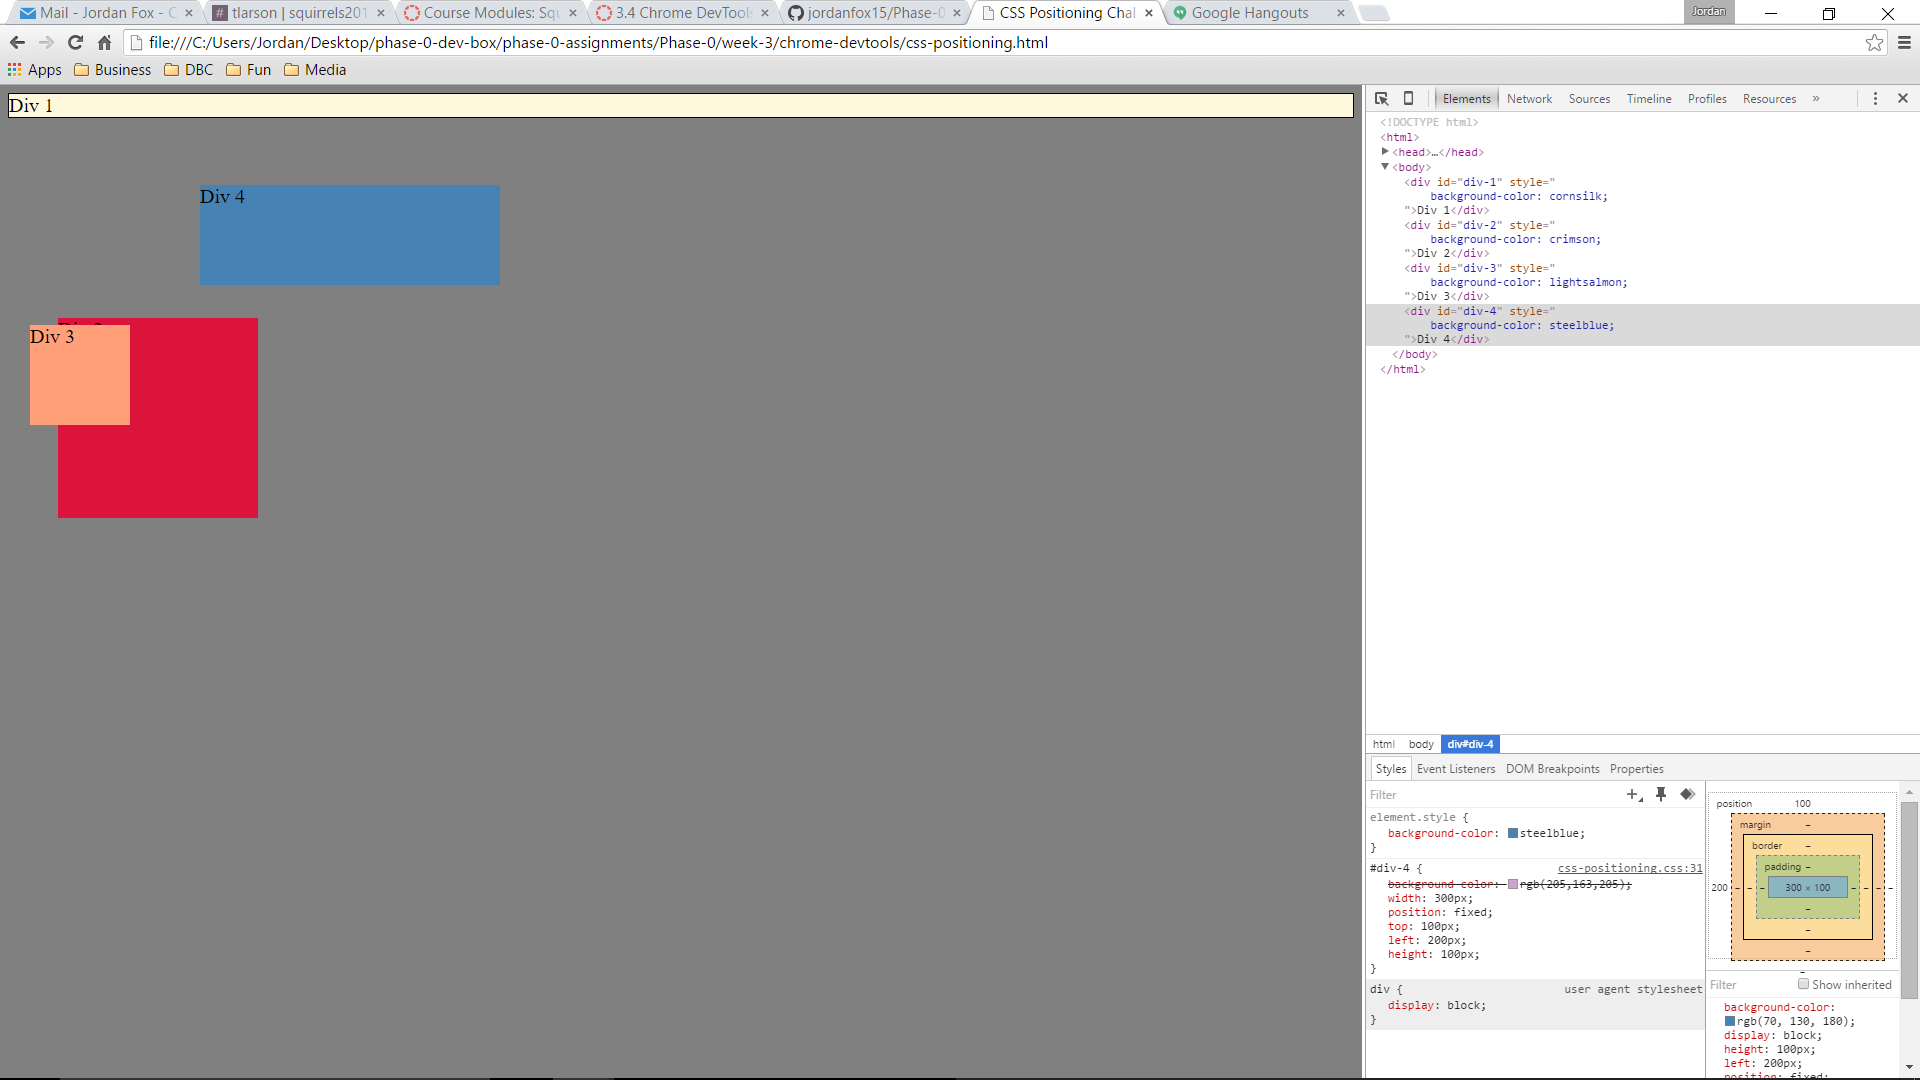 Mail - Jordan Fox - 
tlarson | squirrels201
Course Modules: Squ
3.4 Chrome DevTools
jordanfox15/Phase-0
CSS Positioning Chal
Google Hangouts
Jordan
file:///C:/Users/Jordan/Desktop/phase-0-dev-box/phase-0-assignments/Phase-0/week-3/chrome-devtools/css-positioning.html
Apps Business DBC Fun Media
Div 1
Div 4
Div 3
Elements Network Sources Timeline Profiles Resources »
<!DOCTYPE html>
<html>
<head>…</head>
<body>
<div id="div-1" style="
background-color: cornsilk;
">Div 1</div>
<div id="div-2" style="
background-color: crimson;
">Div 2</div>
<div id="div-3" style="
background-color: lightsalmon;
">Div 3</div>
<div id="div-4" style="
background-color: steelblue;
">Div 4</div>
</body>
</html>
html body div#div-4
Styles Event Listeners DOM Breakpoints Properties
Filter
element.style {
background-color: steelblue;
}
#div-4 { css-positioning.css:31
background-color: rgb(205,163,205);
width: 300px;
position: fixed;
top: 100px;
left: 200px;
height: 100px;
}
div { user agent stylesheet
display: block;
}
position 100
margin –
border –
padding –
200 – – – 300 × 100 – – – –
–
–
–
–
Filter Show inherited
background-color:
rgb(70, 130, 180);
display: block;
height: 100px;
left: 200px;
position: fixed;